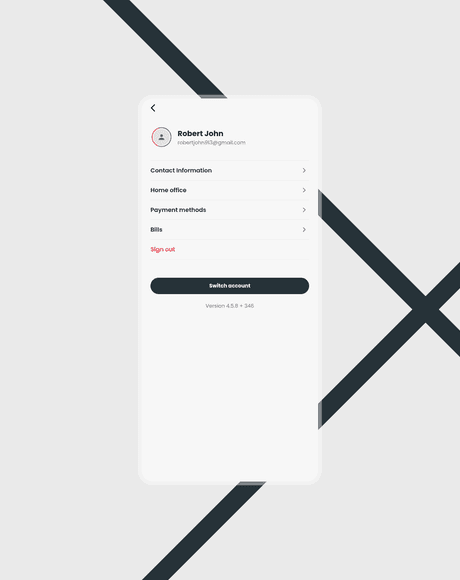 Robert John
robertjohn913@gmail.com
Contact Information
Home office
Payment methods
Bills
Sign out
Switch account
Version 4.5.6 + 345